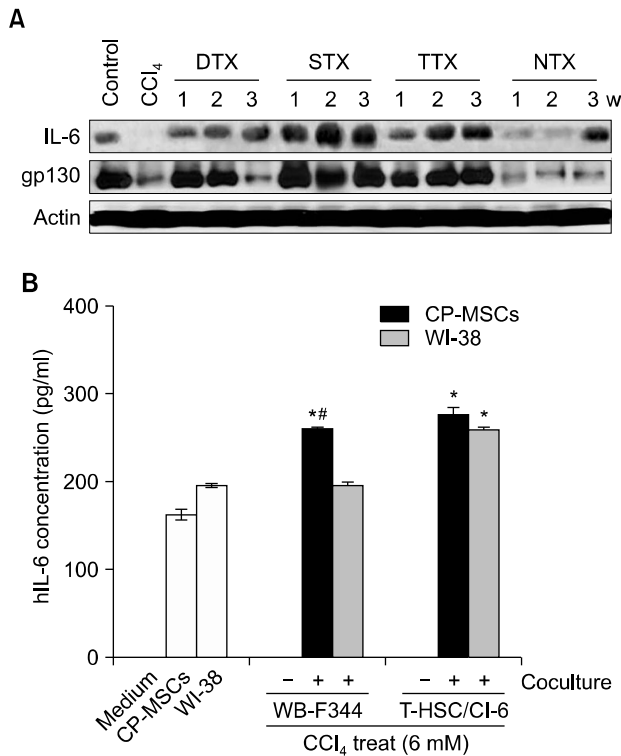 A
Control CCl4 DTX STX TTX NTX
1 2 3 1 2 3 1 2 3 1 2 3 w
IL-6
gp130
Actin
B
400
300
200
100
0
hIL-6 concentration (pg/ml)
CP-MSCs
WI-38
*#
*
*
Medium
CP-MSCs
WI-38
− + + − + + Coculture
WB-F344 T-HSC/Cl-6
CCl4 treat (6 mM)